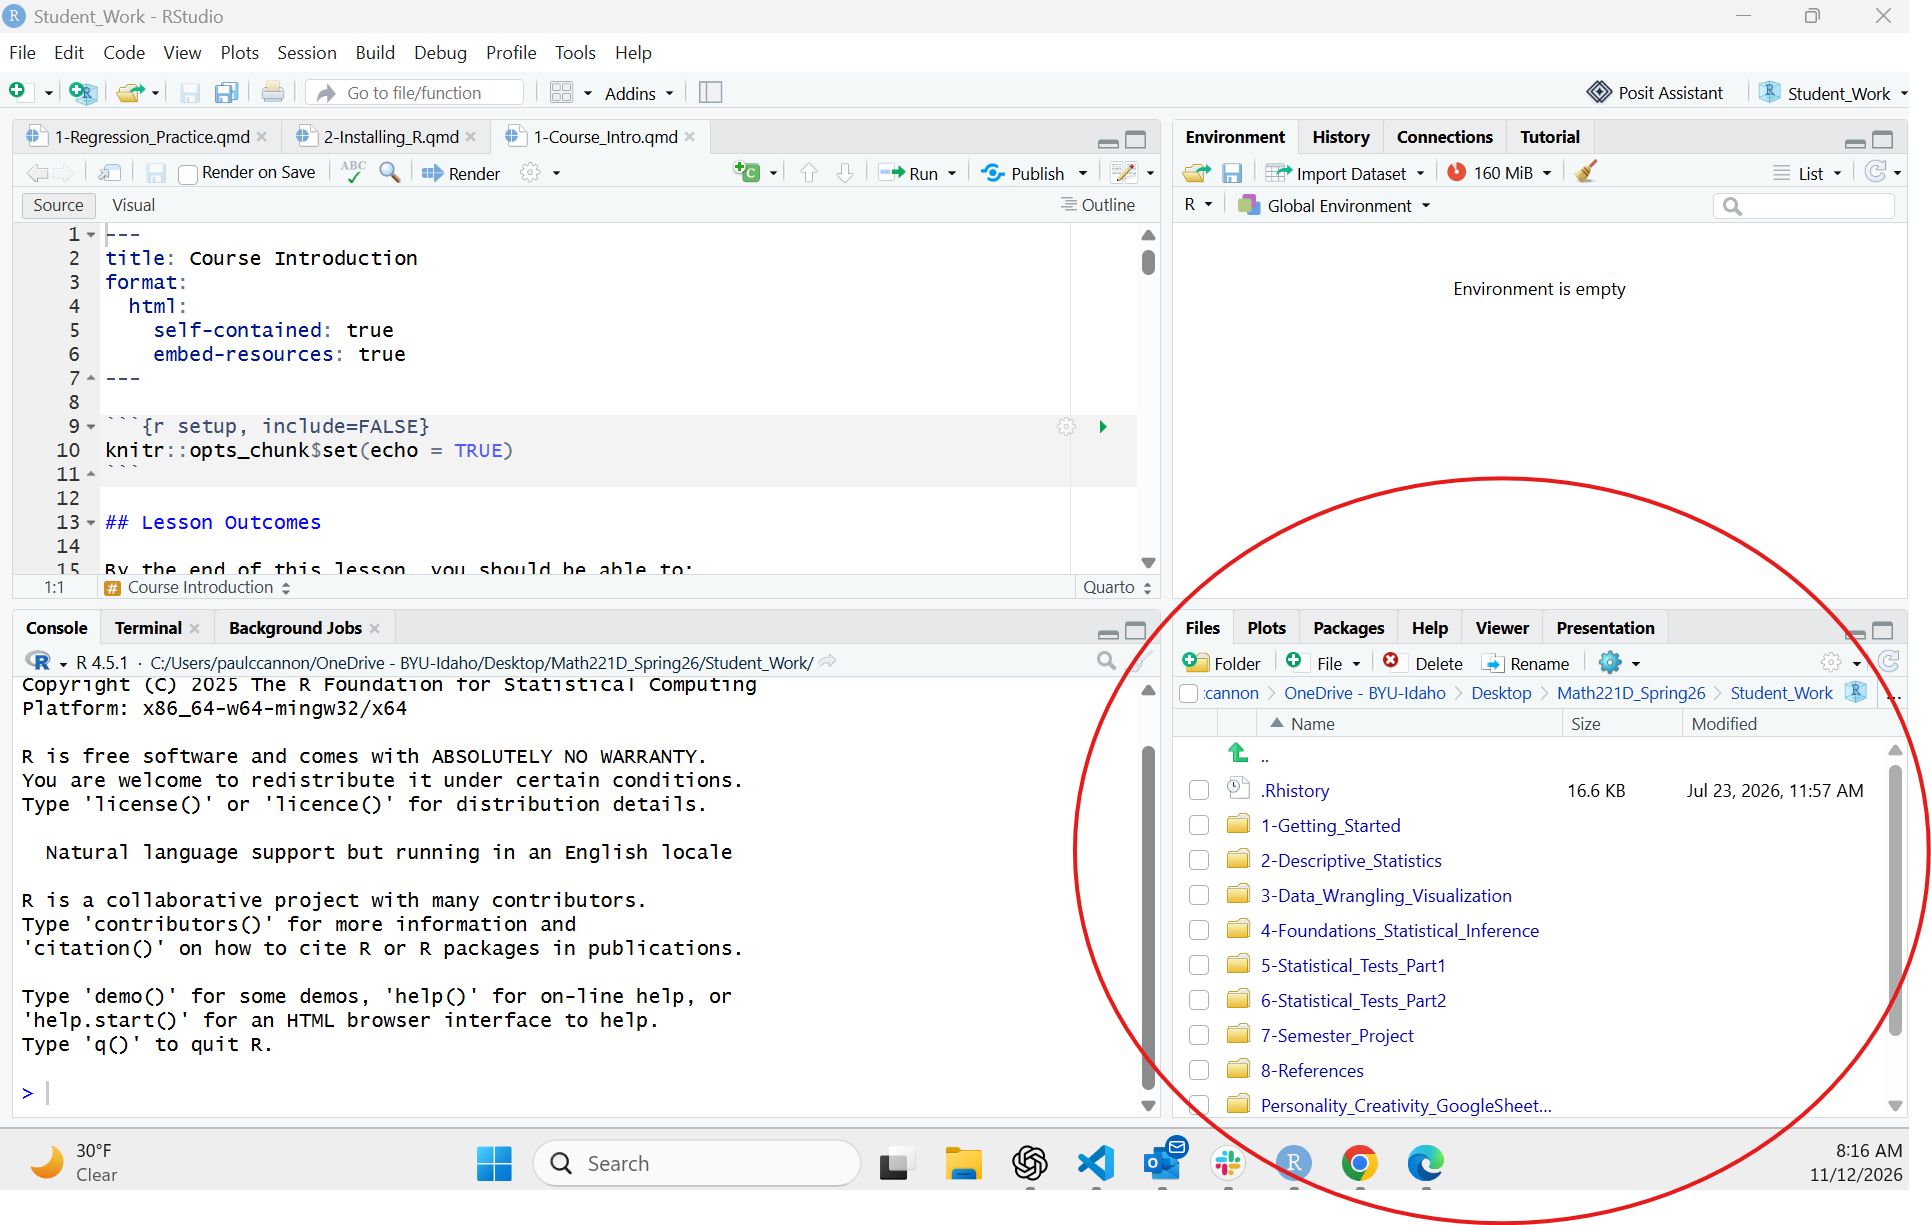 Student_Work - RStudio
File Edit Code View Plots Session Build Debug Profile Tools Help
Go to file/function Addins Posit Assistant Student_Work
1-Regression_Practice.qmd 2-Installing_R.qmd 1-Course_Intro.qmd
Render on Save ABC Render Run Publish
Source Visual Outline
1 ---
2 title: Course Introduction
3 format:
4 html:
5 self-contained: true
6 embed-resources: true
7 ---
8
9 ```{r setup, include=FALSE}
10 knitr::opts_chunk$set(echo = TRUE)
11 ```
12
13 ## Lesson Outcomes
14
15 By the end of this lesson, you should be able to:
1:1 # Course Introduction Quarto
Environment History Connections Tutorial
Import Dataset 160 MiB List
R Global Environment
Environment is empty
Console Terminal Background Jobs
R 4.5.1 · C:/Users/paulccannon/OneDrive - BYU-Idaho/Desktop/Math221D_Spring26/Student_Work/
Copyright (C) 2025 The R Foundation for Statistical Computing
Platform: x86_64-w64-mingw32/x64
R is free software and comes with ABSOLUTELY NO WARRANTY.
You are welcome to redistribute it under certain conditions.
Type 'license()' or 'licence()' for distribution details.
Natural language support but running in an English locale
R is a collaborative project with many contributors.
Type 'contributors()' for more information and
'citation()' on how to cite R or R packages in publications.
Type 'demo()' for some demos, 'help()' for on-line help, or
'help.start()' for an HTML browser interface to help.
Type 'q()' to quit R.
>
Files Plots Packages Help Viewer Presentation
Folder File Delete Rename
:cannon OneDrive - BYU-Idaho Desktop Math221D_Spring26 Student_Work ...
Name Size Modified
..
.Rhistory 16.6 KB Jul 23, 2026, 11:57 AM
1-Getting_Started
2-Descriptive_Statistics
3-Data_Wrangling_Visualization
4-Foundations_Statistical_Inference
5-Statistical_Tests_Part1
6-Statistical_Tests_Part2
7-Semester_Project
8-References
Personality_Creativity_GoogleSheet...
30°F
Clear
Search
8:16 AM
11/12/2026